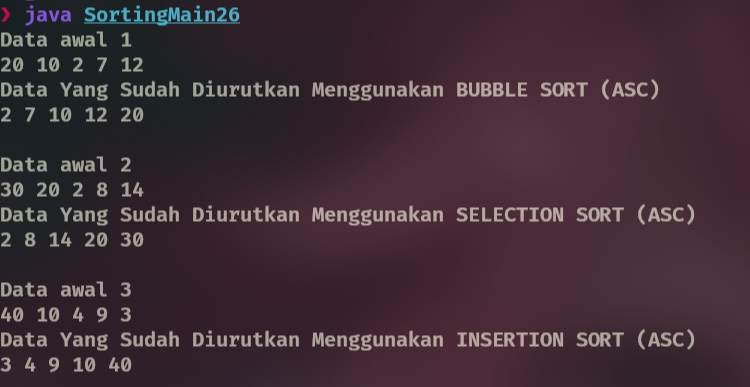 ❯ java SortingMain26
Data awal 1
20 10 2 7 12
Data Yang Sudah Diurutkan Menggunakan BUBBLE SORT (ASC)
2 7 10 12 20
Data awal 2
30 20 2 8 14
Data Yang Sudah Diurutkan Menggunakan SELECTION SORT (ASC)
2 8 14 20 30
Data awal 3
40 10 4 9 3
Data Yang Sudah Diurutkan Menggunakan INSERTION SORT (ASC)
3 4 9 10 40